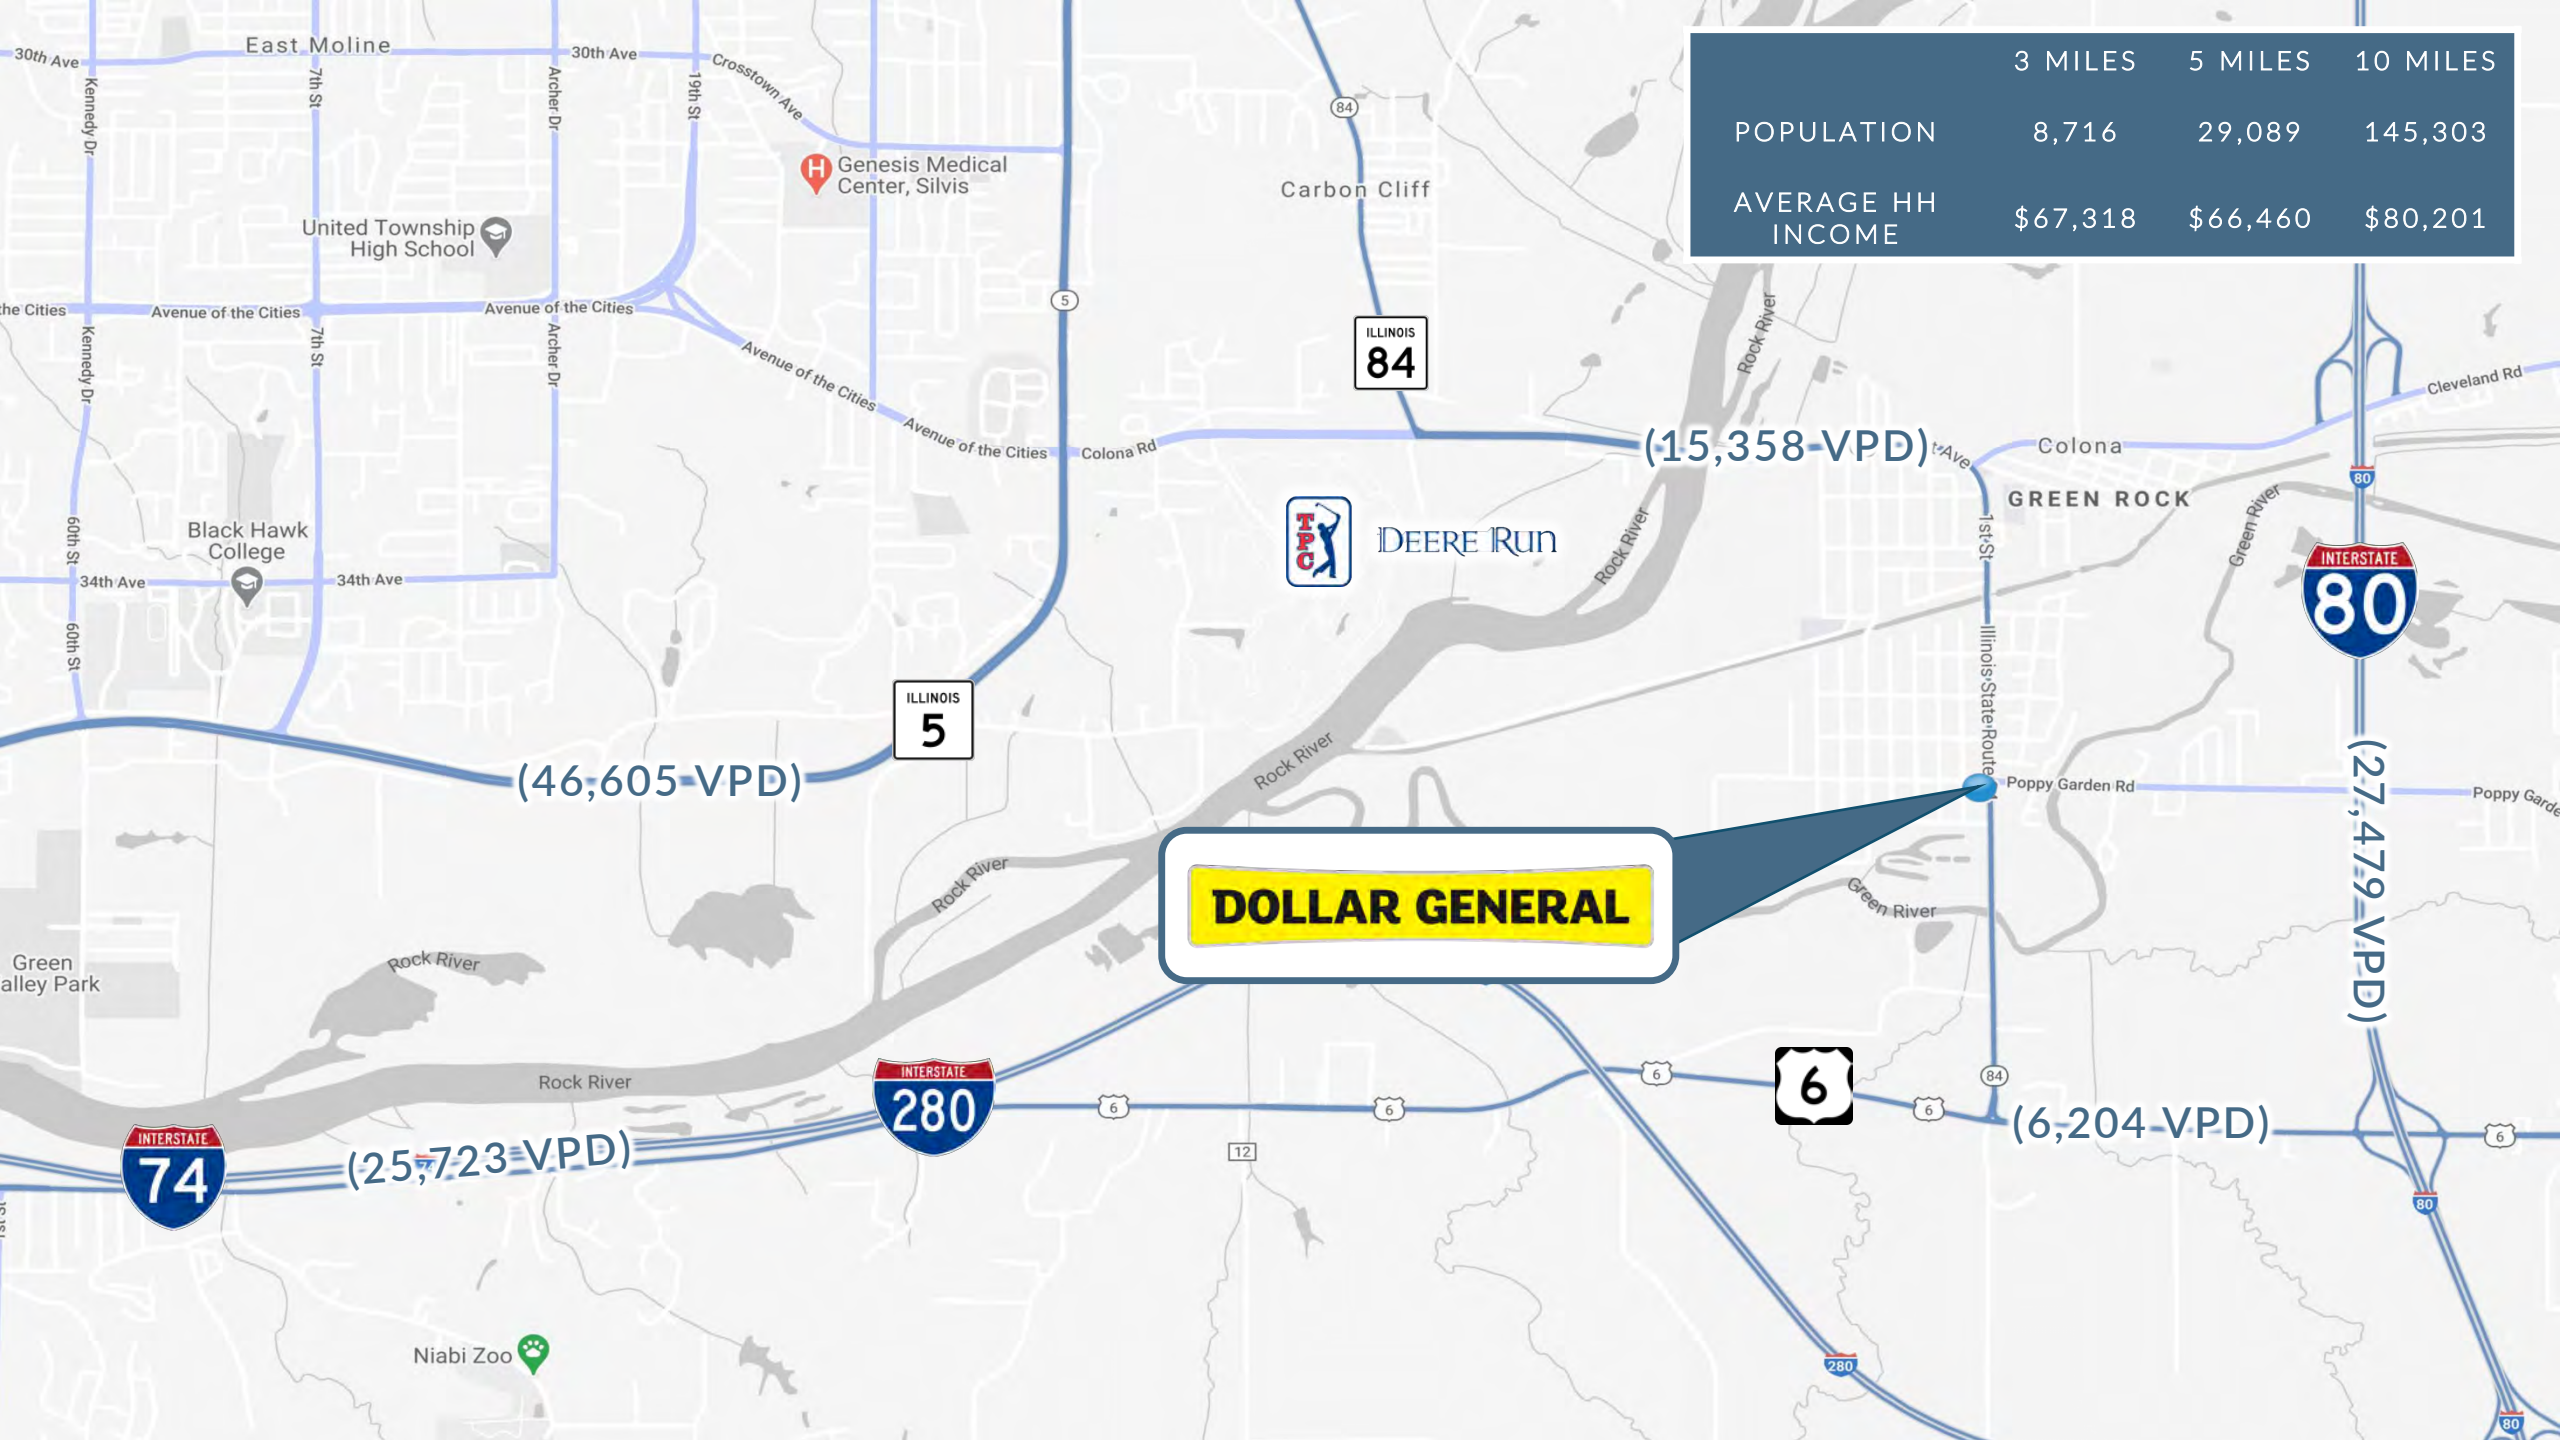 3 MILES 5 MILES 10 MILES
POPULATION 8,716 29,089 145,303
AVERAGE HH
INCOME
$67,318 $66,460 $80,201
East Moline
30th Ave
30th Ave
Kennedy Dr
7th St
Archer Dr
19th St
Crosstown Ave
84
H
Genesis Medical
Center, Silvis
Carbon Cliff
United Township
High School
the Cities
Avenue of the Cities
Avenue of the Cities
5
Rock River
Kennedy Dr
7th St
Archer Dr
Avenue of the Cities
ILLINOIS
84
Cleveland Rd
Avenue of the Cities
Colona Rd
(15,358 VPD)
Ave
Colona
80
GREEN ROCK
Green River
TPC
DEERE RUN
Rock River
1st St
60th St
Black Hawk
College
34th Ave
34th Ave
INTERSTATE
80
60th St
Illinois State Route
ILLINOIS
5
(46,605 VPD)
Rock River
Poppy Garden Rd
Poppy Garde
(27,479 VPD)
DOLLAR GENERAL
Rock River
Green River
Green
alley Park
Rock River
Rock River
INTERSTATE
280
6
6
6
6
6
84
(6,204 VPD)
6
INTERSTATE
74
(25,723 VPD)
12
80
Niabi Zoo
280
80